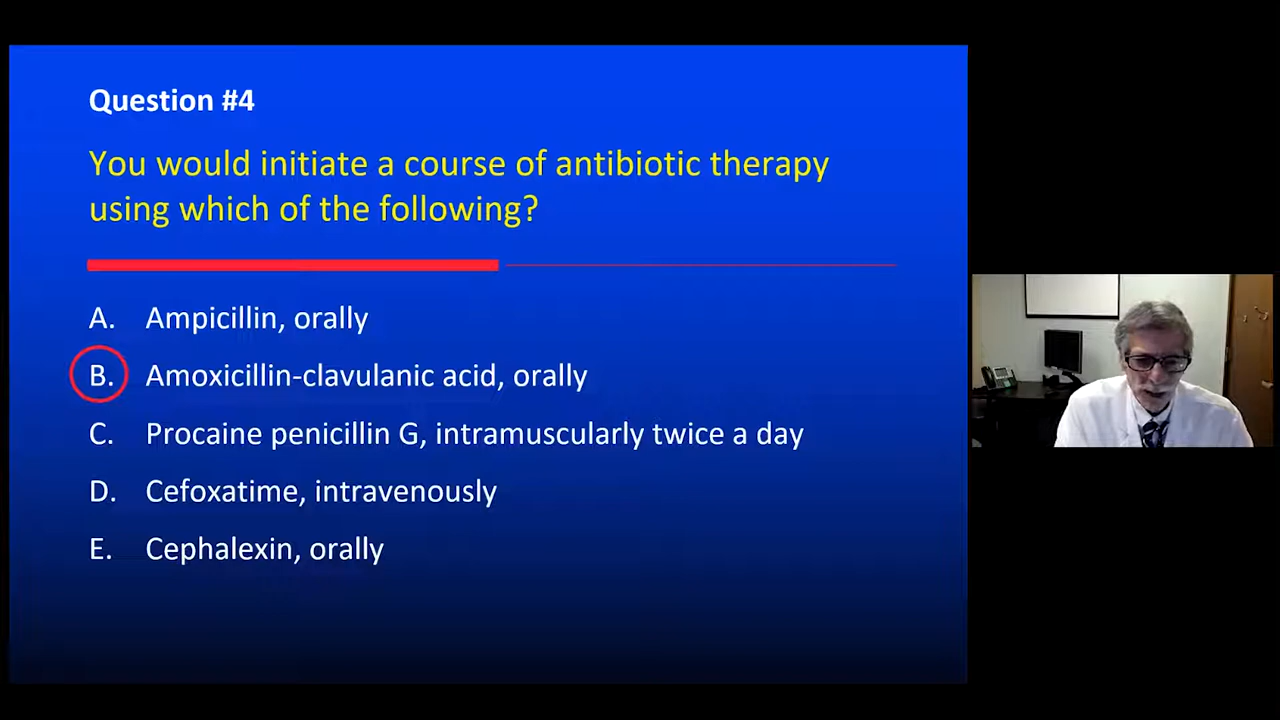 Question #4
You would initiate a course of antibiotic therapy
using which of the following?
A. Ampicillin, orally
B. Amoxicillin-clavulanic acid, orally
C. Procaine penicillin G, intramuscularly twice a day
D. Cefoxatime, intravenously
E. Cephalexin, orally